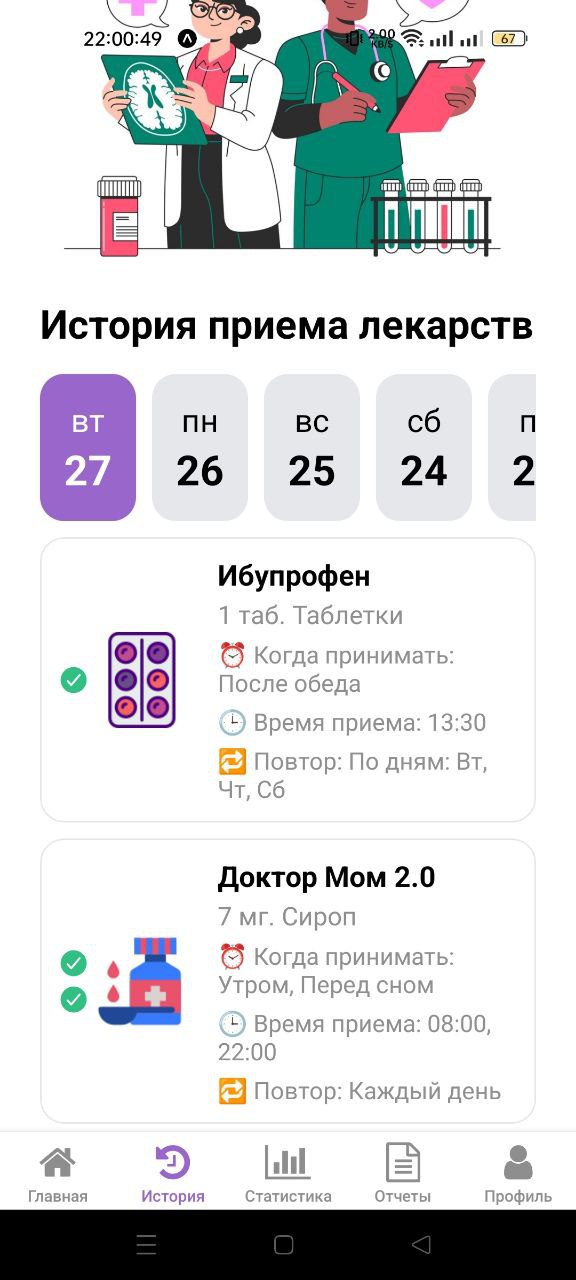 22:00:49
2.00
KB/S
67
История приема лекарств
вт
пн
вс
сб
27
26
25
24
Ибупрофен
1 таб. Таблетки
⏰ Когда принимать:
После обеда
🕒 Время приема: 13:30
🔁 Повтор: По дням: Вт,
Чт, Сб
Доктор Мом 2.0
7 мг. Сироп
⏰ Когда принимать:
Утром, Перед сном
🕒 Время приема: 08:00,
22:00
🔁 Повтор: Каждый день
Главная
История
Статистика
Отчеты
Профиль